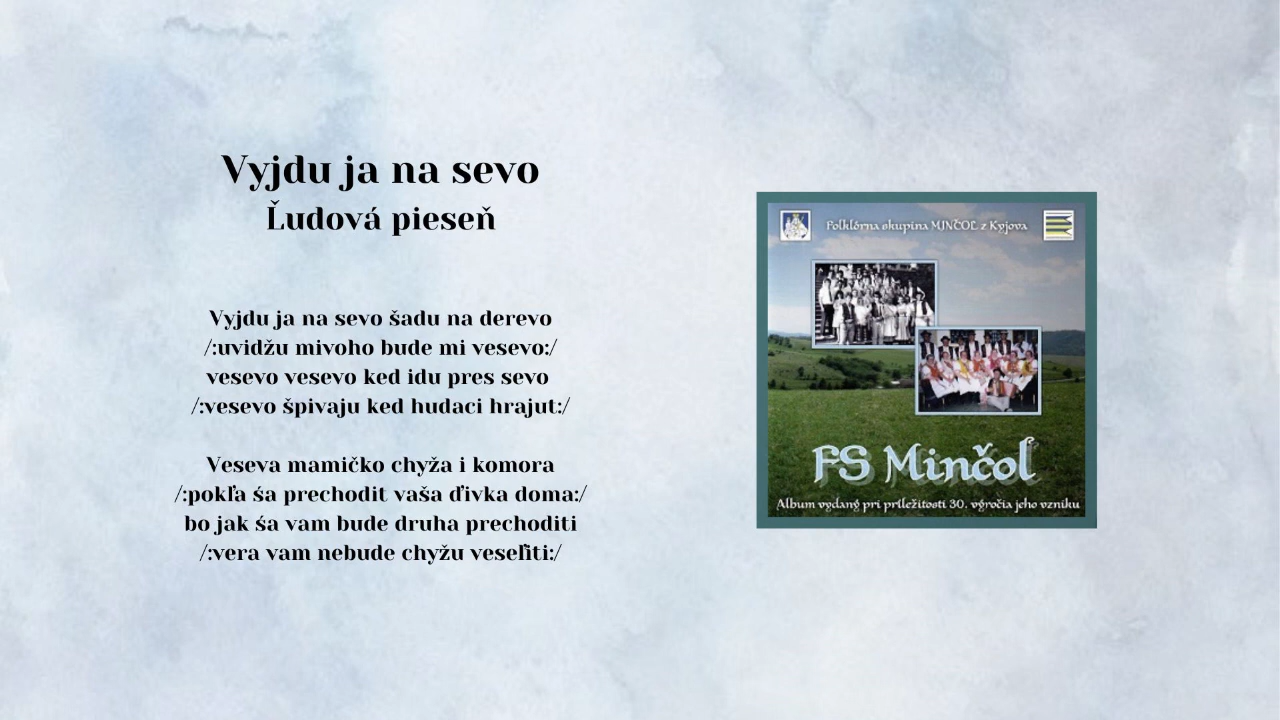 Vyjdu ja na sevo
Ľudová pieseň
Vyjdu ja na sevo šadu na derevo
/:uvidžu mivoho bude mi vesevo:/
vesevo vesevo ked idu pres sevo
/:vesevo špivaju ked hudaci hrajut:/
Veseva mamičko chyža i komora
/:pokľa śa prechodit vaša ďivka doma:/
bo jak śa vam bude druha prechoditi
/:vera vam nebude chyžu veseľiti:/
Folklórna skupina MINČOL z Kyjova
FS Minčol
Album vydaný pri príležitosti 30. výročia jeho vzniku